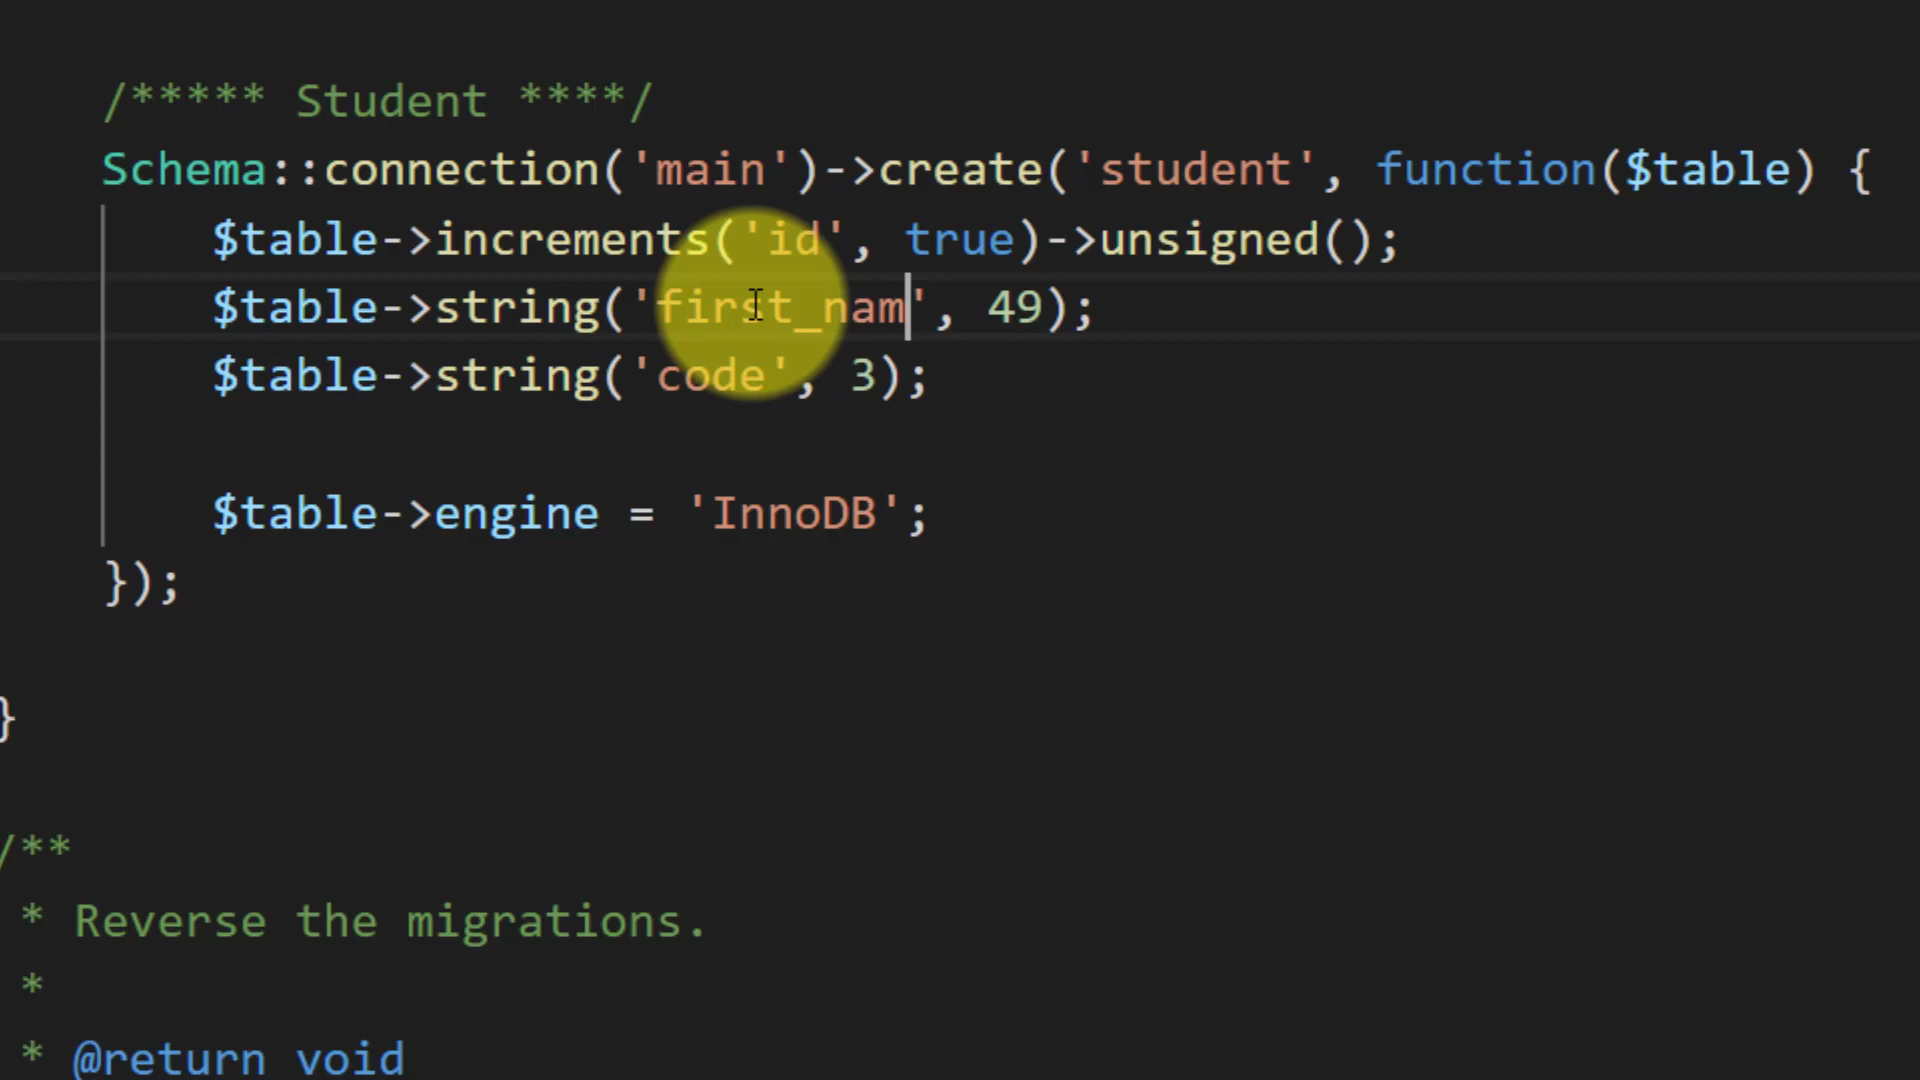 /***** Student ****/
Schema::connection('main')->create('student', function($table) {
$table->increments('id', true)->unsigned();
$table->string('first_nam', 49);
$table->string('code', 3);
$table->engine = 'InnoDB';
});
}
/**
* Reverse the migrations.
*
* @return void